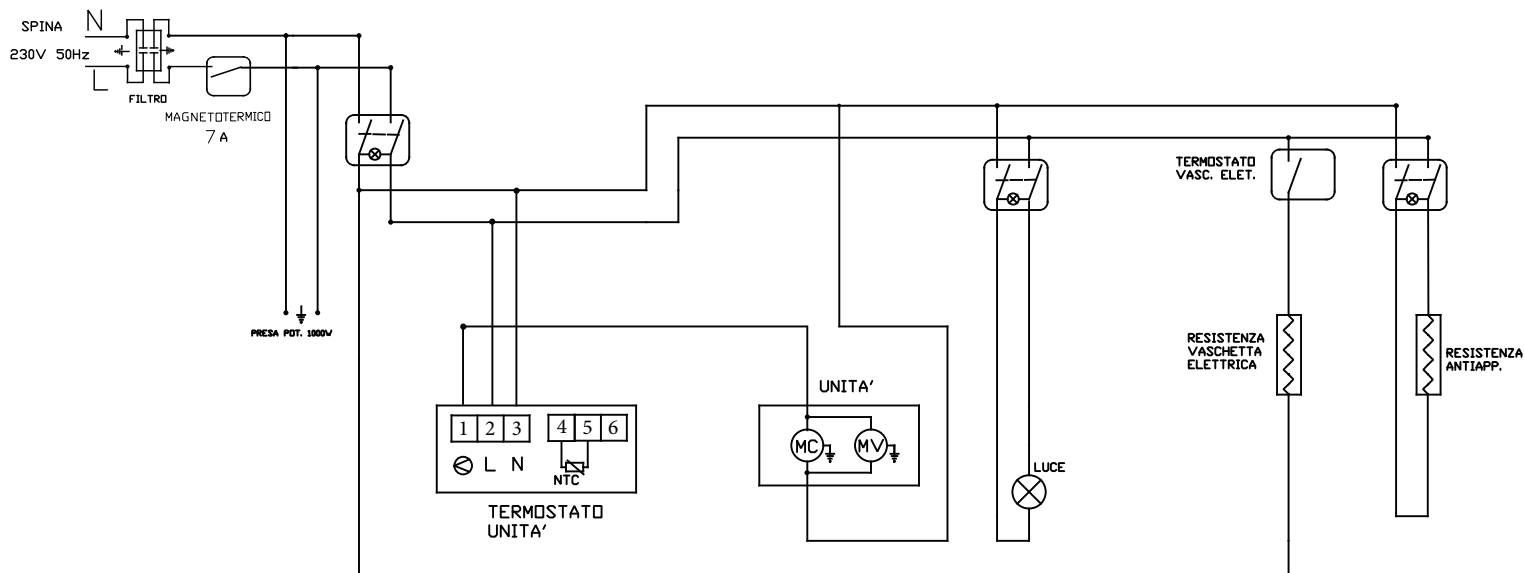 SPINA
N
230V 50Hz
L
FILTRO
MAGNETOTERMICO
7 A
PRESA POT. 1000W
TERMOSTATO
VASC. ELET.
RESISTENZA
VASCHETTA
ELETTRICA
RESISTENZA
ANTIAPP.
UNITA'
MC
MV
1 2 3 4 5 6
L N
NTC
TERMOSTATO
UNITA'
LUCE